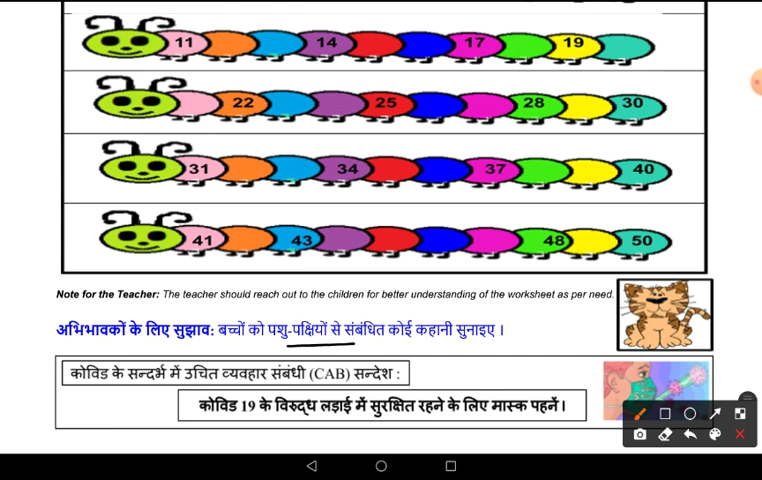 11 14 17 19
22 25 28 30
31 34 37 40
41 43 48 50
Note for the Teacher: The teacher should reach out to the children for better understanding of the worksheet as per need.
अभिभावकों के लिए सुझाव: बच्चों को पशु-पक्षियों से संबंधित कोई कहानी सुनाइए ।
कोविड के सन्दर्भ में उचित व्यवहार संबंधी (CAB) सन्देश :
कोविड 19 के विरुद्ध लड़ाई में सुरक्षित रहने के लिए मास्क पहनें।